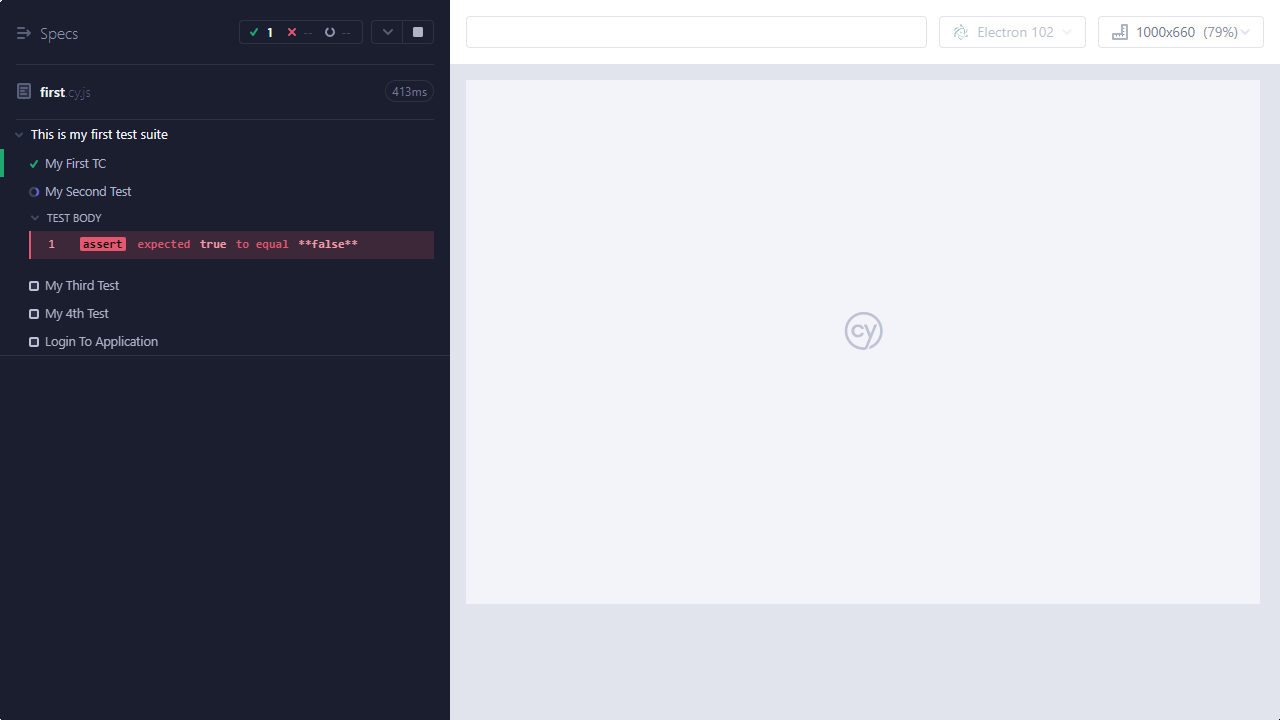 Specs
1
--
--
first.cy.js
413ms
This is my first test suite
My First TC
My Second Test
TEST BODY
1 assert expected true to equal **false**
My Third Test
My 4th Test
Login To Application
Electron 102
1000x660 (79%)
cy